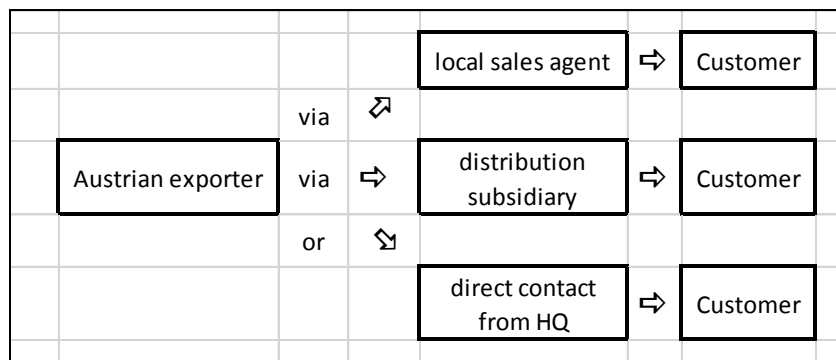 local sales agent ⇨ Customer
via
Austrian exporter via ⇨ distribution
subsidiary ⇨ Customer
or
direct contact
from HQ ⇨ Customer